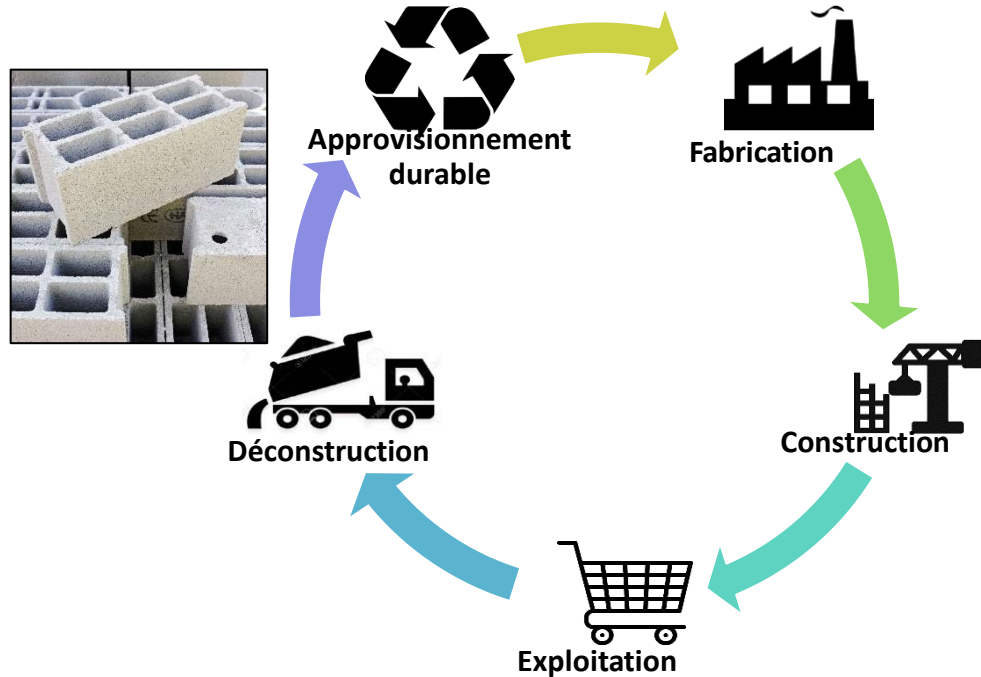 Approvisionnement
durable
Fabrication
Construction
Exploitation
Déconstruction